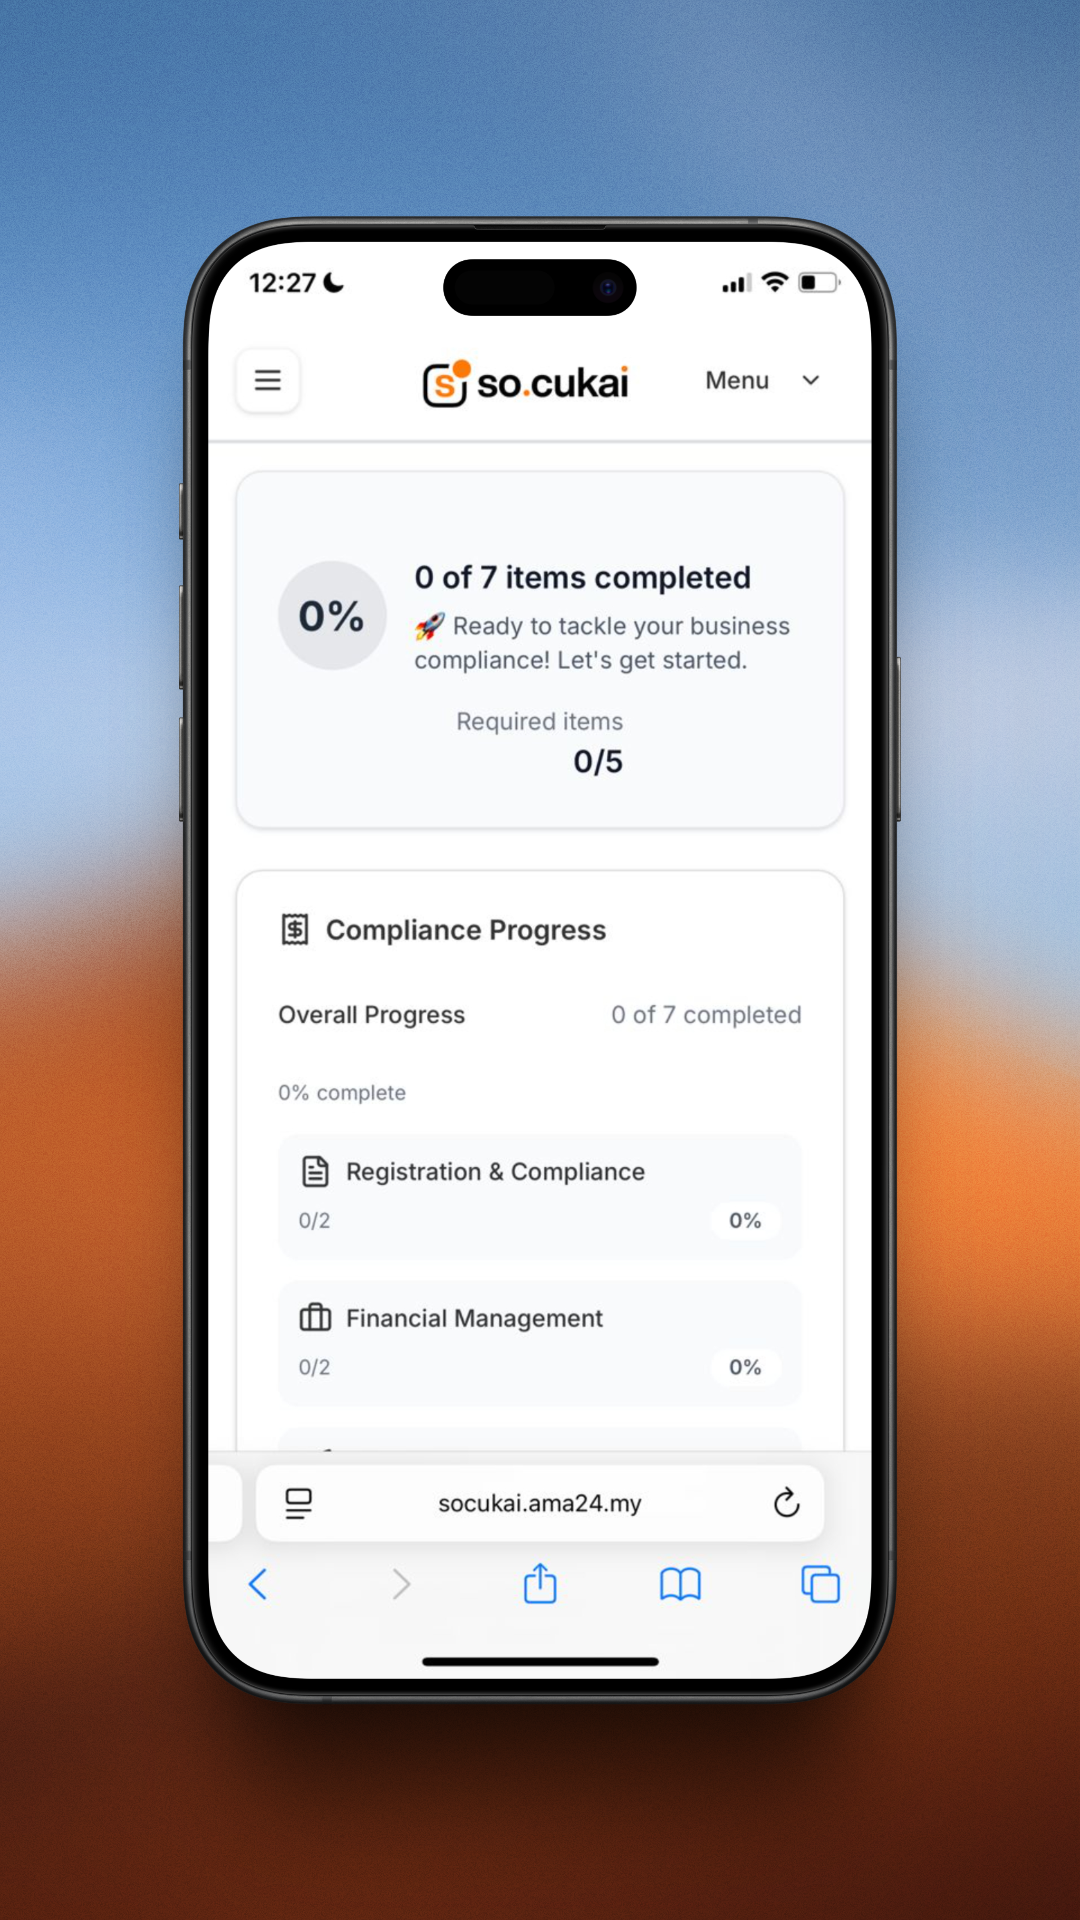 12:27
so.cukai
Menu
0%
0 of 7 items completed
🚀 Ready to tackle your business
compliance! Let's get started.
Required items
0/5
Compliance Progress
Overall Progress
0 of 7 completed
0% complete
Registration & Compliance
0/2
0%
Financial Management
0/2
0%
socukai.ama24.my